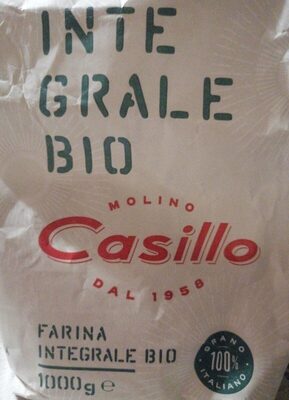 INTE
GRALE
BIO
MOLINO
Casillo
DAL 1958
FARINA
INTEGRALE BIO
1000g e
GRANO
100%
ITALIANO